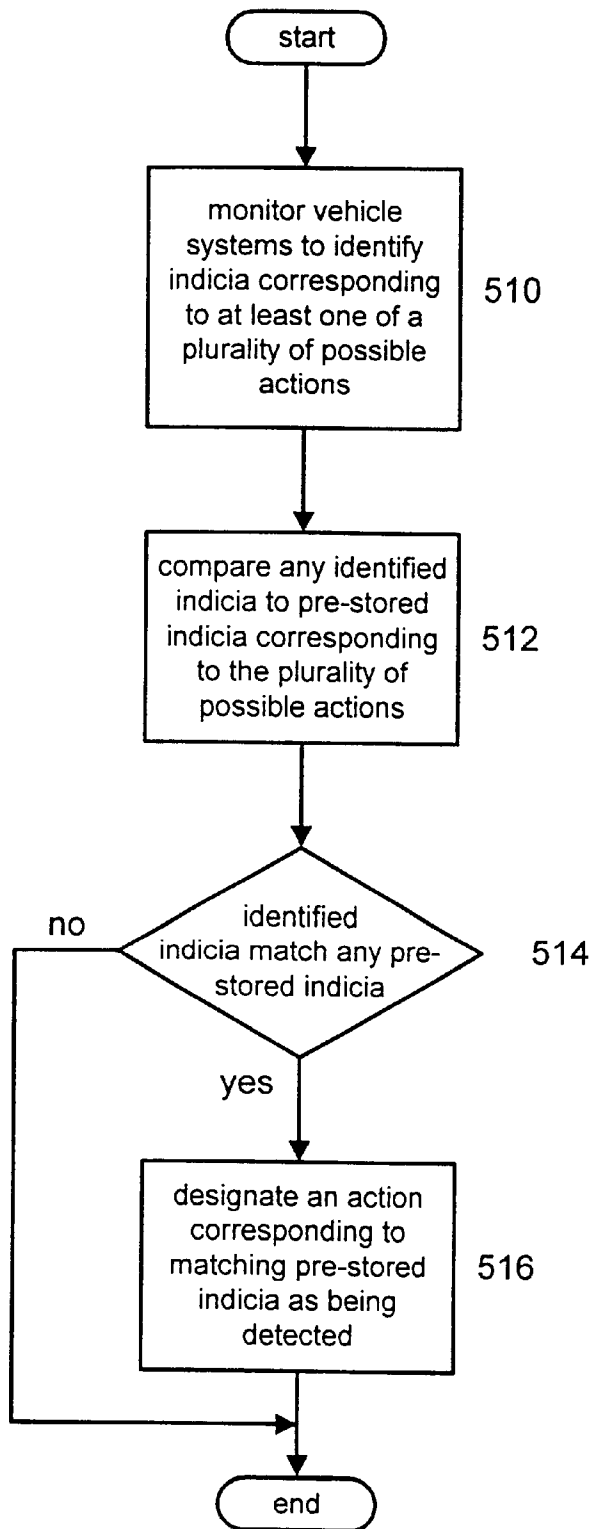 start
monitor vehicle
systems to identify
indicia corresponding
to at least one of a
plurality of possible
actions
510
compare any identified
indicia to pre-stored
indicia corresponding
to the plurality of
possible actions
512
identified
indicia match any pre-
stored indicia
514
no
yes
designate an action
corresponding to
matching pre-stored
indicia as being
detected
516
end